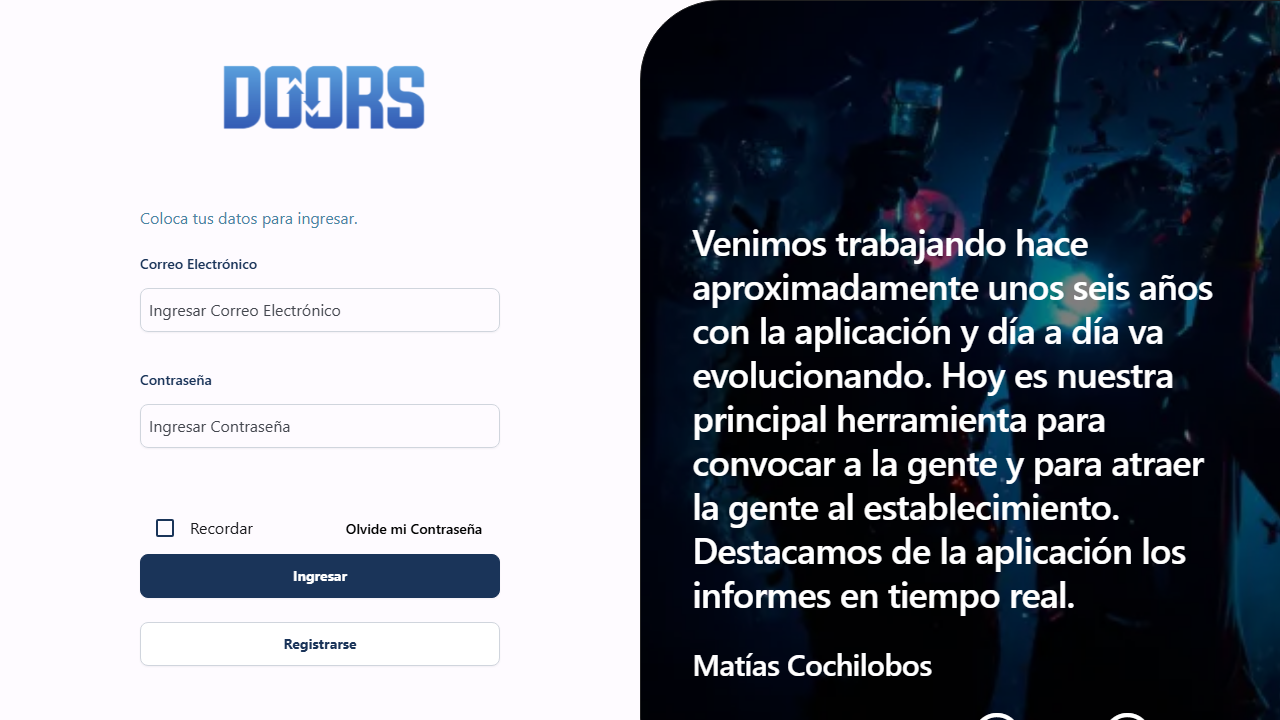 DOORS
Coloca tus datos para ingresar.
Correo Electrónico
Ingresar Correo Electrónico
Contraseña
Ingresar Contraseña
Recordar
Olvide mi Contraseña
Ingresar
Registrarse
Venimos trabajando hace
aproximadamente unos seis años
con la aplicación y día a día va
evolucionando. Hoy es nuestra
principal herramienta para
convocar a la gente y para atraer
la gente al establecimiento.
Destacamos de la aplicación los
informes en tiempo real.
Matías Cochilobos